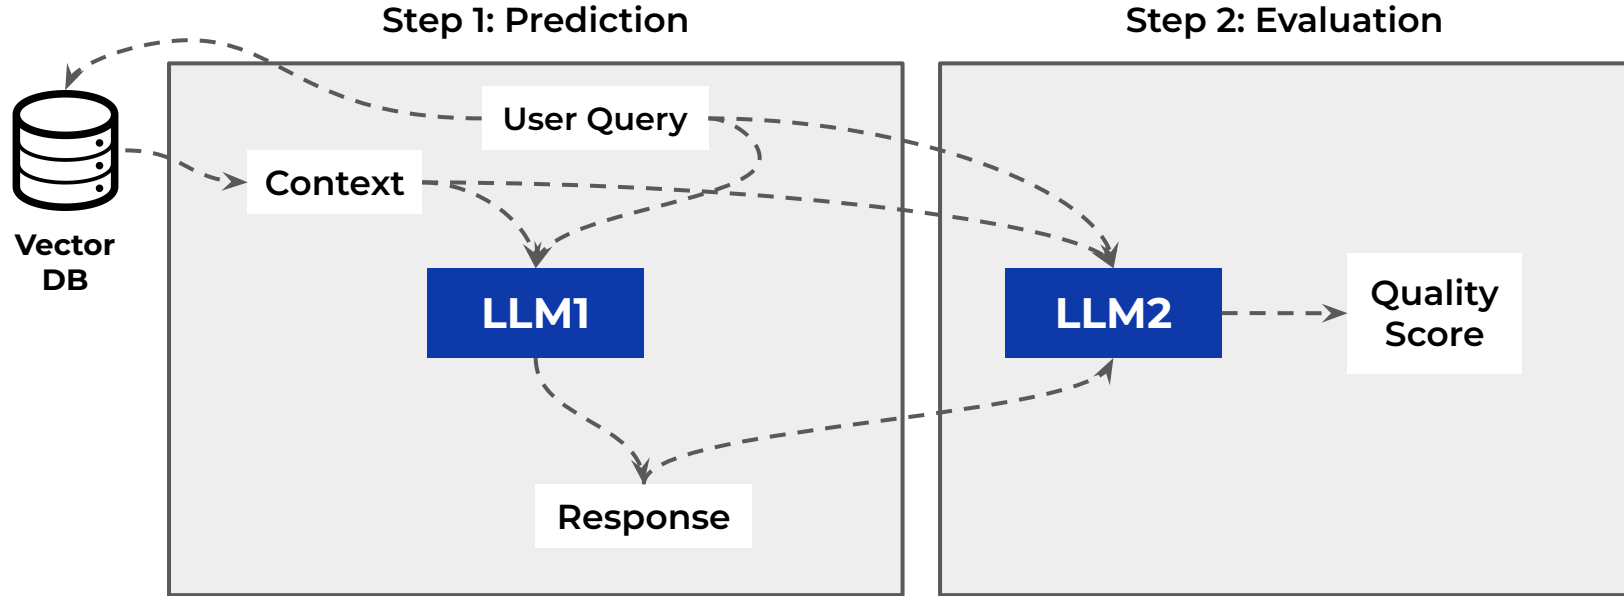 Step 1: Prediction
Step 2: Evaluation
User Query
Context
Vector
DB
LLM1
LLM2
Quality
Score
Response